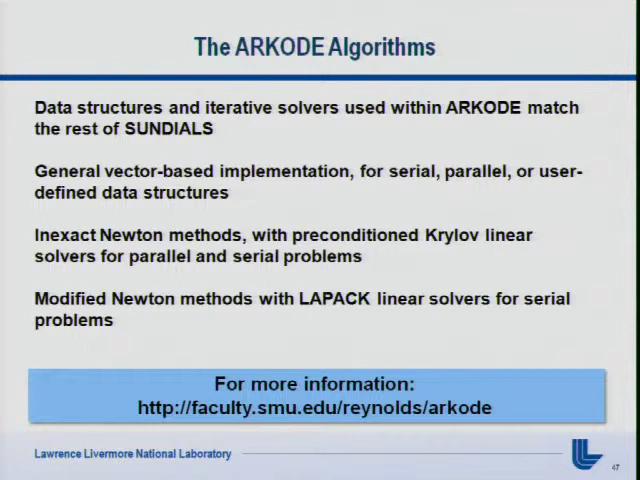 The ARKODE Algorithms
Data structures and iterative solvers used within ARKODE match
the rest of SUNDIALS
General vector-based implementation, for serial, parallel, or user-
defined data structures
Inexact Newton methods, with preconditioned Krylov linear
solvers for parallel and serial problems
Modified Newton methods with LAPACK linear solvers for serial
problems
For more information:
http://faculty.smu.edu/reynolds/arkode
Lawrence Livermore National Laboratory
47